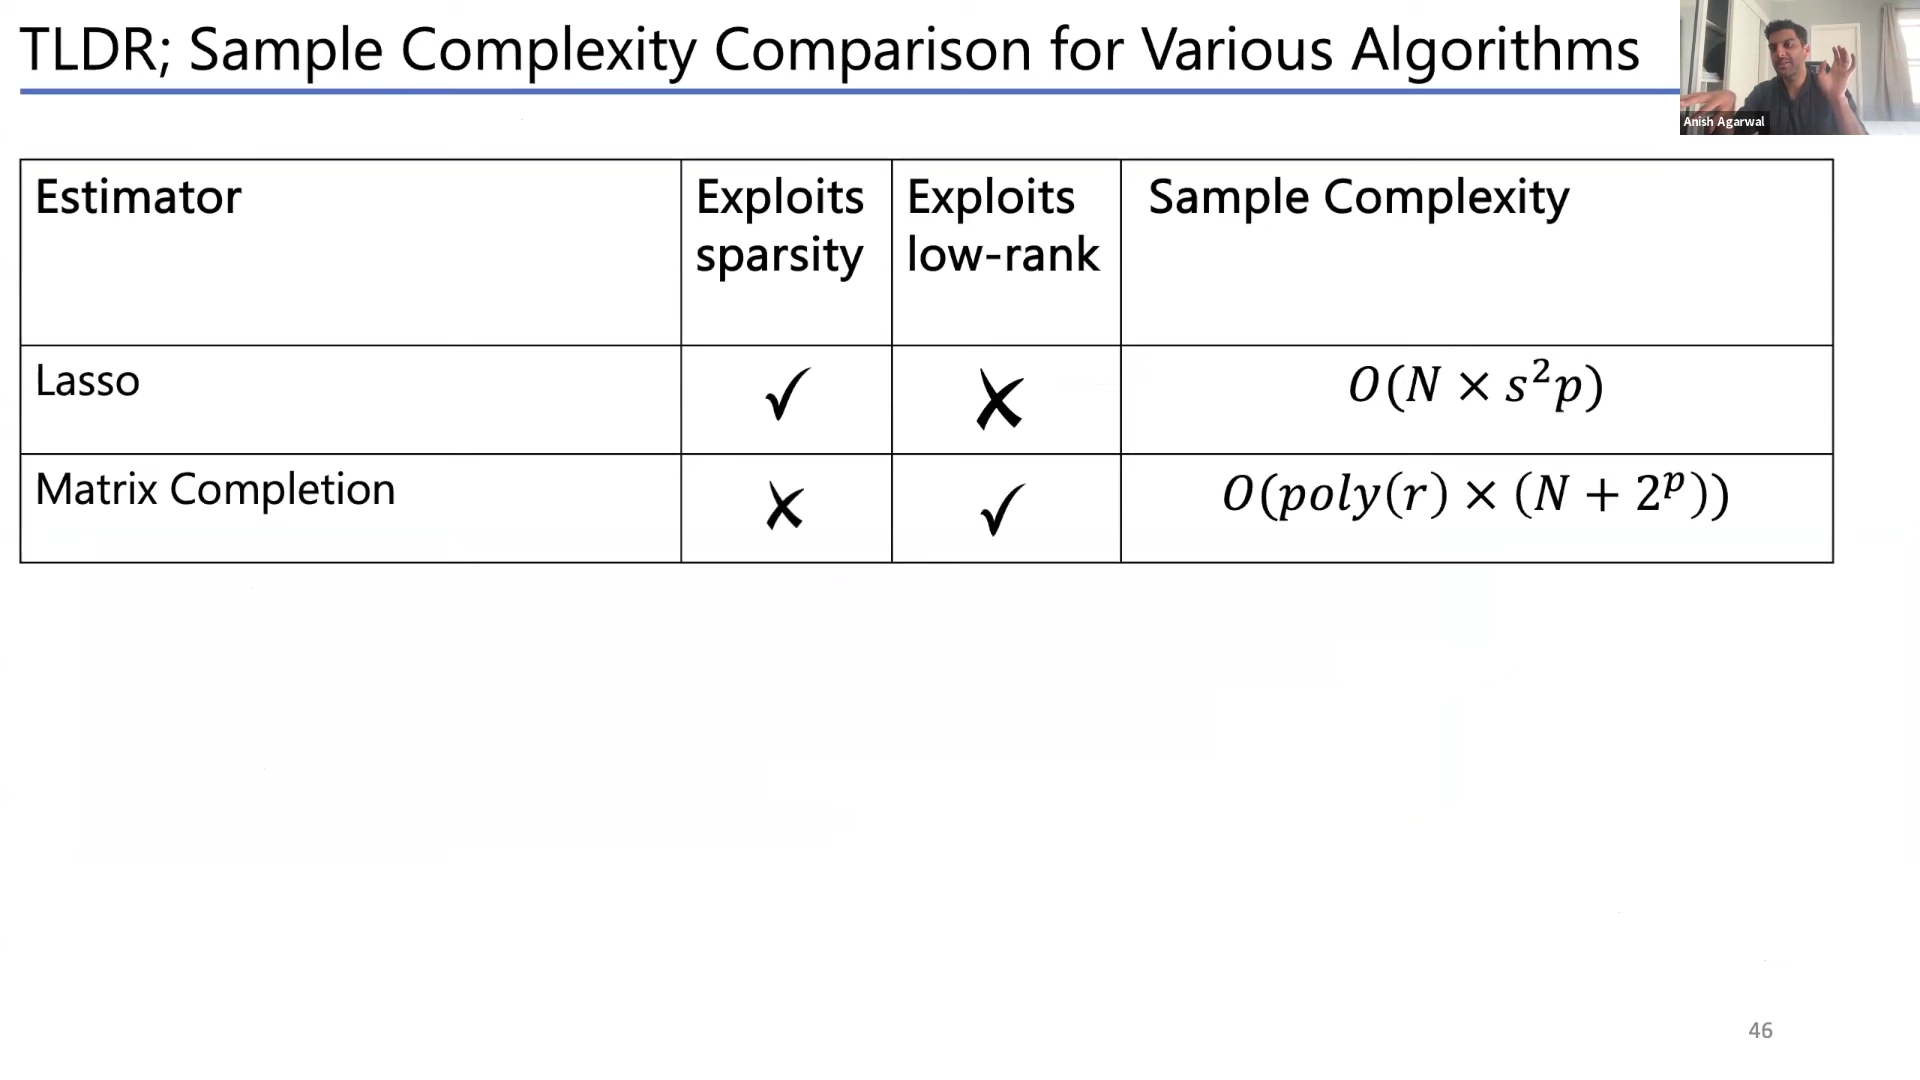 TLDR; Sample Complexity Comparison for Various Algorithms
Anish Agarwal
Estimator
Exploits
sparsity
Exploits
low-rank
Sample Complexity
Lasso
✓
✗
O(N × s²p)
Matrix Completion
✗
✓
O(poly(r) × (N + 2ᵖ))
46